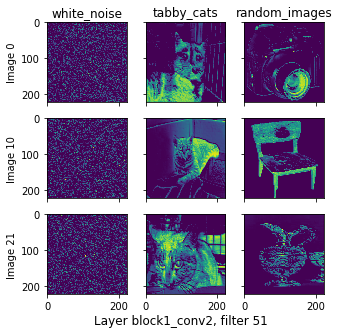 white_noise tabby_cats random_images
Image 0
0
100
200
Image 10
0
100
200
Image 21
0
100
200
0 200 0 200 0 200
Layer block1_conv2, filter 51